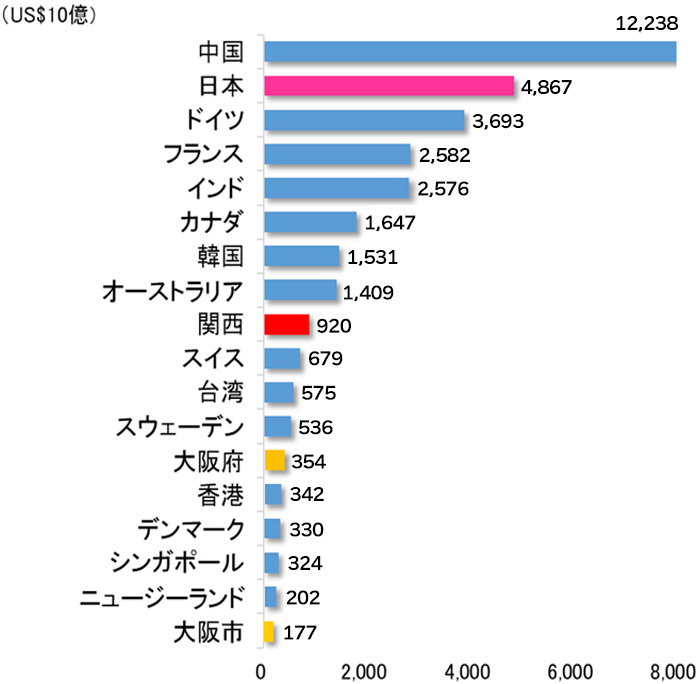 （US$10億）
12,238
中国
日本 4,867
ドイツ 3,693
フランス 2,582
インド 2,576
カナダ 1,647
韓国 1,531
オーストラリア 1,409
関西 920
スイス 679
台湾 575
スウェーデン 536
大阪府 354
香港 342
デンマーク 330
シンガポール 324
ニュージーランド 202
大阪市 177
0 2,000 4,000 6,000 8,000